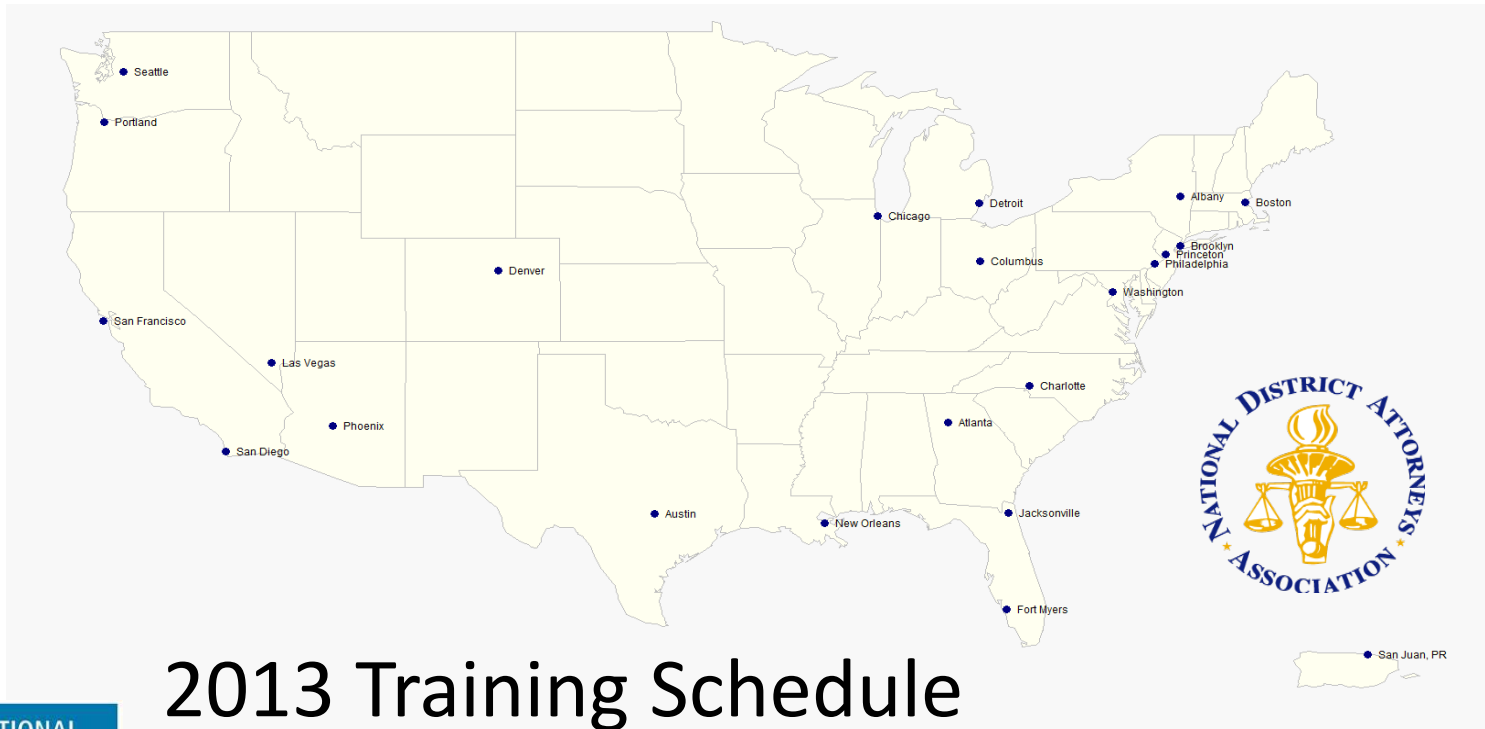 Seattle
Portland
Albany
Boston
Detroit
Chicago
Brooklyn
Princeton
Philadelphia
Columbus
Denver
Washington
San Francisco
Las Vegas
Charlotte
Atlanta
Phoenix
San Diego
Austin
New Orleans
Jacksonville
Fort Myers
NATIONAL DISTRICT ATTORNEYS
ASSOCIATION
San Juan, PR
2013 Training Schedule